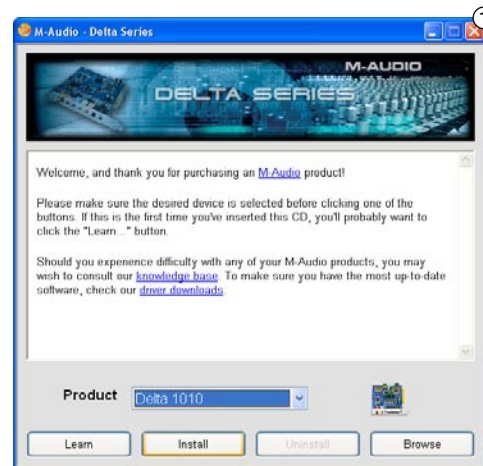 M-Audio - Delta Series
M-AUDIO
DELTA SERIES
Welcome, and thank you for purchasing an M-Audio product!
Please make sure the desired device is selected before clicking one of the
buttons. If this is the first time you've inserted this CD, you'll probably want to
click the "Learn..." button.
Should you experience difficulty with any of your M-Audio products, you may
wish to consult our knowledge base. To make sure you have the most up-to-date
software, check our driver downloads.
Product Delta 1010
Learn Install Uninstall Browse